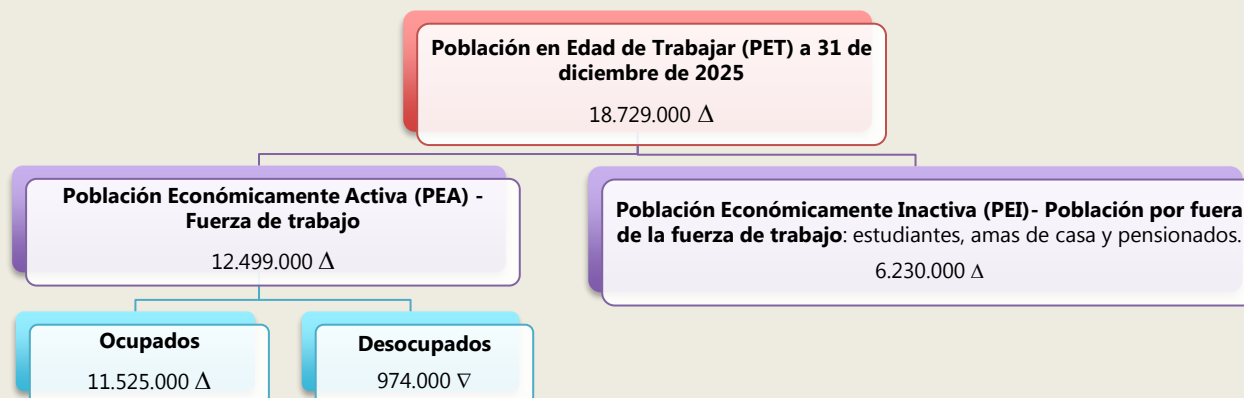 Población en Edad de Trabajar (PET) a 31 de
diciembre de 2025
18.729.000 Δ
Población Económicamente Activa (PEA) -
Fuerza de trabajo
12.499.000 Δ
Población Económicamente Inactiva (PEI)- Población por fuera
de la fuerza de trabajo: estudiantes, amas de casa y pensionados.
6.230.000 Δ
Ocupados
11.525.000 Δ
Desocupados
974.000 ∇